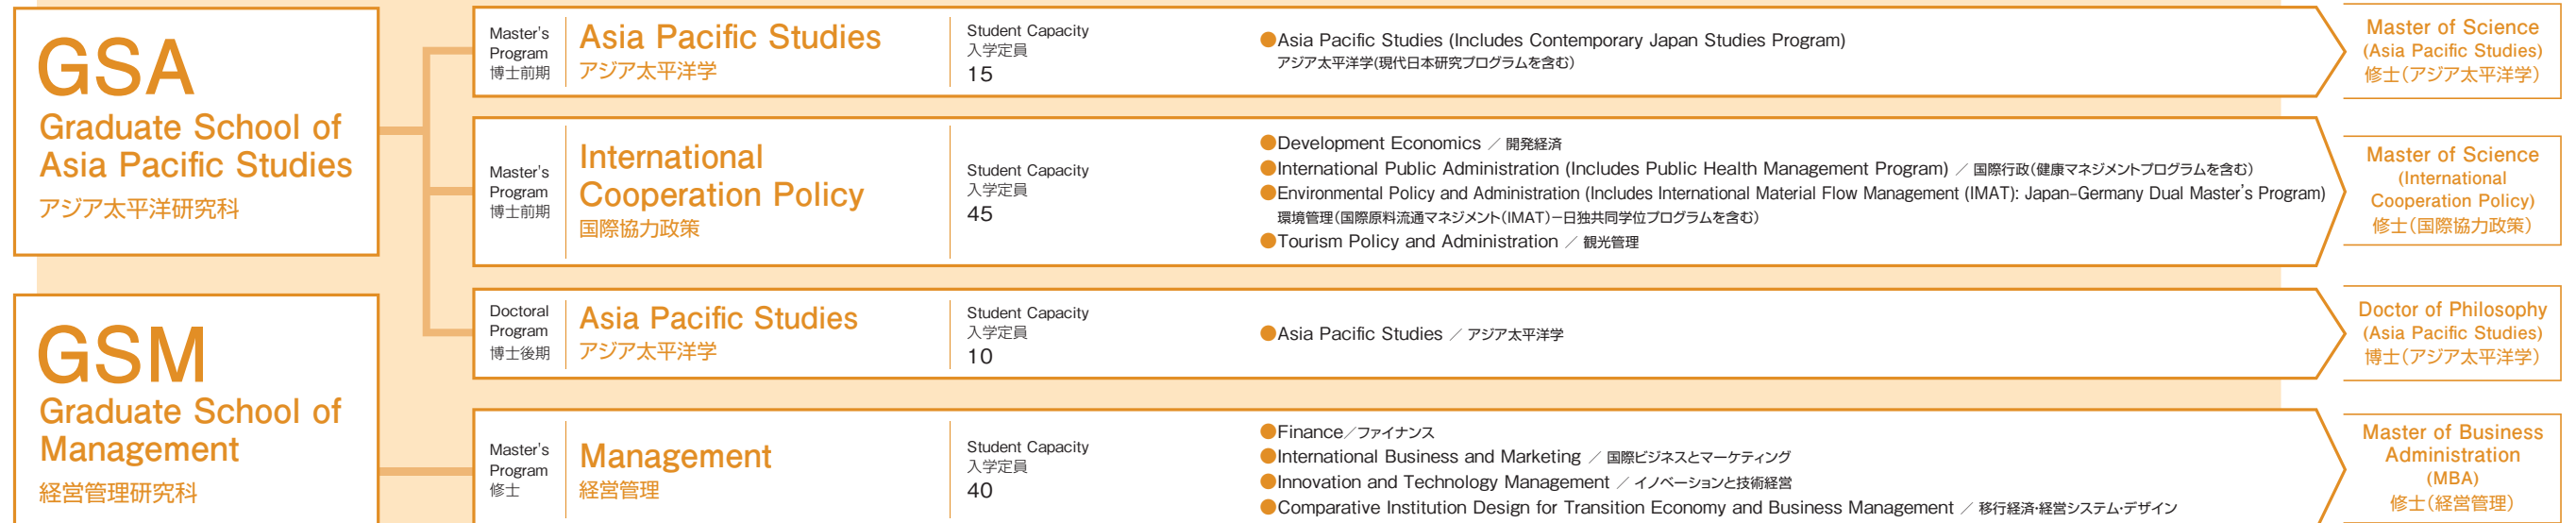 GSA
Graduate School of
Asia Pacific Studies
アジア太平洋研究科
Master's
Program
博士前期
Asia Pacific Studies
アジア太平洋学
Student Capacity
入学定員
15
●Asia Pacific Studies (Includes Contemporary Japan Studies Program)
アジア太平洋学(現代日本研究プログラムを含む)
Master of Science
(Asia Pacific Studies)
修士(アジア太平洋学)
Master's
Program
博士前期
International
Cooperation Policy
国際協力政策
Student Capacity
入学定員
45
●Development Economics ／ 開発経済
●International Public Administration (Includes Public Health Management Program) ／ 国際行政(健康マネジメントプログラムを含む)
●Environmental Policy and Administration (Includes International Material Flow Management (IMAT): Japan-Germany Dual Master's Program)
環境管理(国際原料流通マネジメント(IMAT)ー日独共同学位プログラムを含む)
●Tourism Policy and Administration ／ 観光管理
Master of Science
(International
Cooperation Policy)
修士(国際協力政策)
Doctoral
Program
博士後期
Asia Pacific Studies
アジア太平洋学
Student Capacity
入学定員
10
●Asia Pacific Studies ／ アジア太平洋学
Doctor of Philosophy
(Asia Pacific Studies)
博士(アジア太平洋学)
GSM
Graduate School of
Management
経営管理研究科
Master's
Program
修士
Management
経営管理
Student Capacity
入学定員
40
●Finance／ファイナンス
●International Business and Marketing ／ 国際ビジネスとマーケティング
●Innovation and Technology Management ／ イノベーションと技術経営
●Comparative Institution Design for Transition Economy and Business Management ／ 移行経済・経営システム・デザイン
Master of Business
Administration
(MBA)
修士(経営管理)